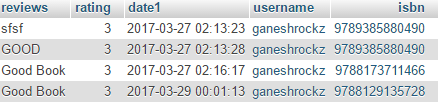 reviews rating date1 username isbn
sfsf 3 2017-03-27 02:13:23 ganeshrockz 9789385880490
GOOD 3 2017-03-27 02:13:28 ganeshrockz 9789385880490
Good Book 3 2017-03-27 02:16:17 ganeshrockz 9788173711466
Good Book 3 2017-03-29 00:01:13 ganeshrockz 9788129135728